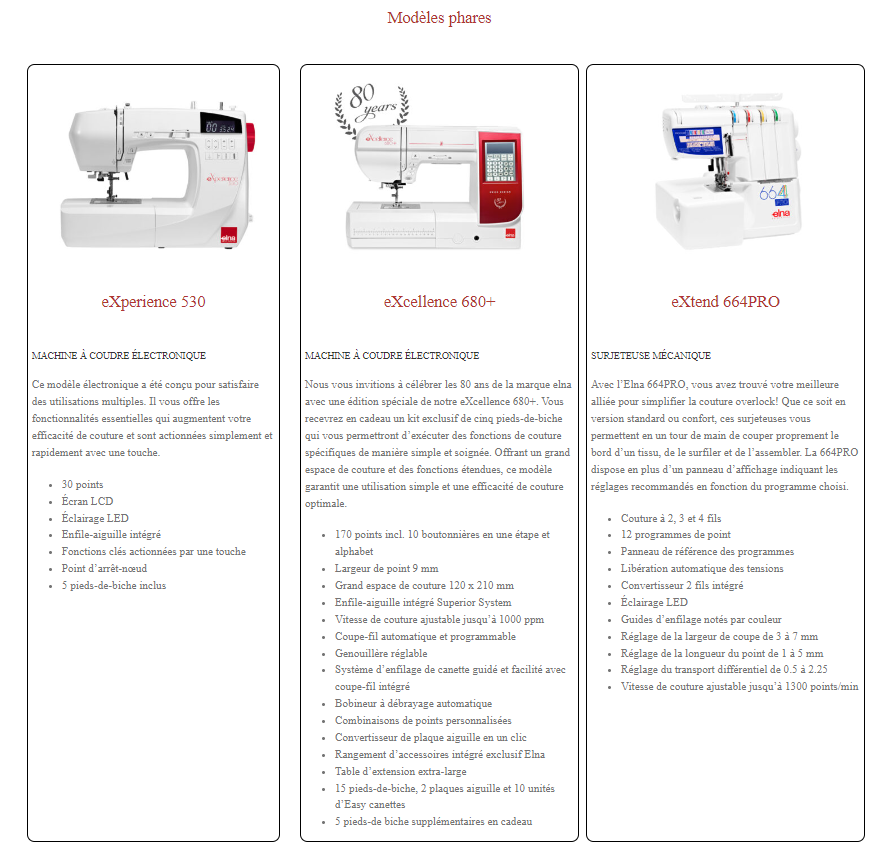 Modèles phares
80
years
00 1524
eXperience
elna
eXperience 530
MACHINE À COUDRE ÉLECTRONIQUE
Ce modèle électronique a été conçu pour satisfaire
des utilisations multiples. Il vous offre les
fonctionnalités essentielles qui augmentent votre
efficacité de couture et sont actionnées simplement et
rapidement avec une touche.
• 30 points
• Écran LCD
• Éclairage LED
• Enfile-aiguille intégré
• Fonctions clés actionnées par une touche
• Point d’arrêt-nœud
• 5 pieds-de-biche inclus
eXcellence
elna
eXcellence 680+
MACHINE À COUDRE ÉLECTRONIQUE
Nous vous invitions à célébrer les 80 ans de la marque elna
avec une édition spéciale de notre eXcellence 680+. Vous
recevrez en cadeau un kit exclusif de cinq pieds-de-biche
qui vous permettront d’exécuter des fonctions de couture
spécifiques de manière simple et soignée. Offrant un grand
espace de couture et des fonctions étendues, ce modèle
garantit une utilisation simple et une efficacité de couture
optimale.
• 170 points incl. 10 boutonnières en une étape et
alphabet
• Largeur de point 9 mm
• Grand espace de couture 120 x 210 mm
• Enfile-aiguille intégré Superior System
• Vitesse de couture ajustable jusqu’à 1000 ppm
• Coupe-fil automatique et programmable
• Genouillère réglable
• Système d’enfilage de canette guidé et facilité avec
coupe-fil intégré
• Bobineur à débrayage automatique
• Combinaisons de points personnalisées
• Convertisseur de plaque aiguille en un clic
• Rangement d’accessoires intégré exclusif Elna
• Table d’extension extra-large
• 15 pieds-de-biche, 2 plaques aiguille et 10 unités
d’Easy canettes
• 5 pieds-de biche supplémentaires en cadeau
664
PRO
elna
eXtend 664PRO
SURJETEUSE MÉCANIQUE
Avec l’Elna 664PRO, vous avez trouvé votre meilleure
alliée pour simplifier la couture overlock! Que ce soit en
version standard ou confort, ces surjeteuses vous
permettent en un tour de main de couper proprement le
bord d’un tissu, de le surfiler et de l’assembler. La 664PRO
dispose en plus d’un panneau d’affichage indiquant les
réglages recommandés en fonction du programme choisi.
• Couture à 2, 3 et 4 fils
• 12 programmes de point
• Panneau de référence des programmes
• Libération automatique des tensions
• Convertisseur 2 fils intégré
• Éclairage LED
• Guides d’enfilage notés par couleur
• Réglage de la largeur de coupe de 3 à 7 mm
• Réglage de la longueur du point de 1 à 5 mm
• Réglage du transport différentiel de 0.5 à 2.25
• Vitesse de couture ajustable jusqu’à 1300 points/min